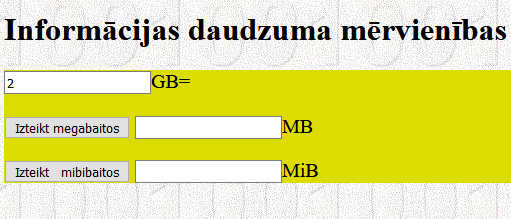 Informācijas daudzuma mērvienības
2 GB=
Izteikt megabaitos MB
Izteikt mibibaitos MiB